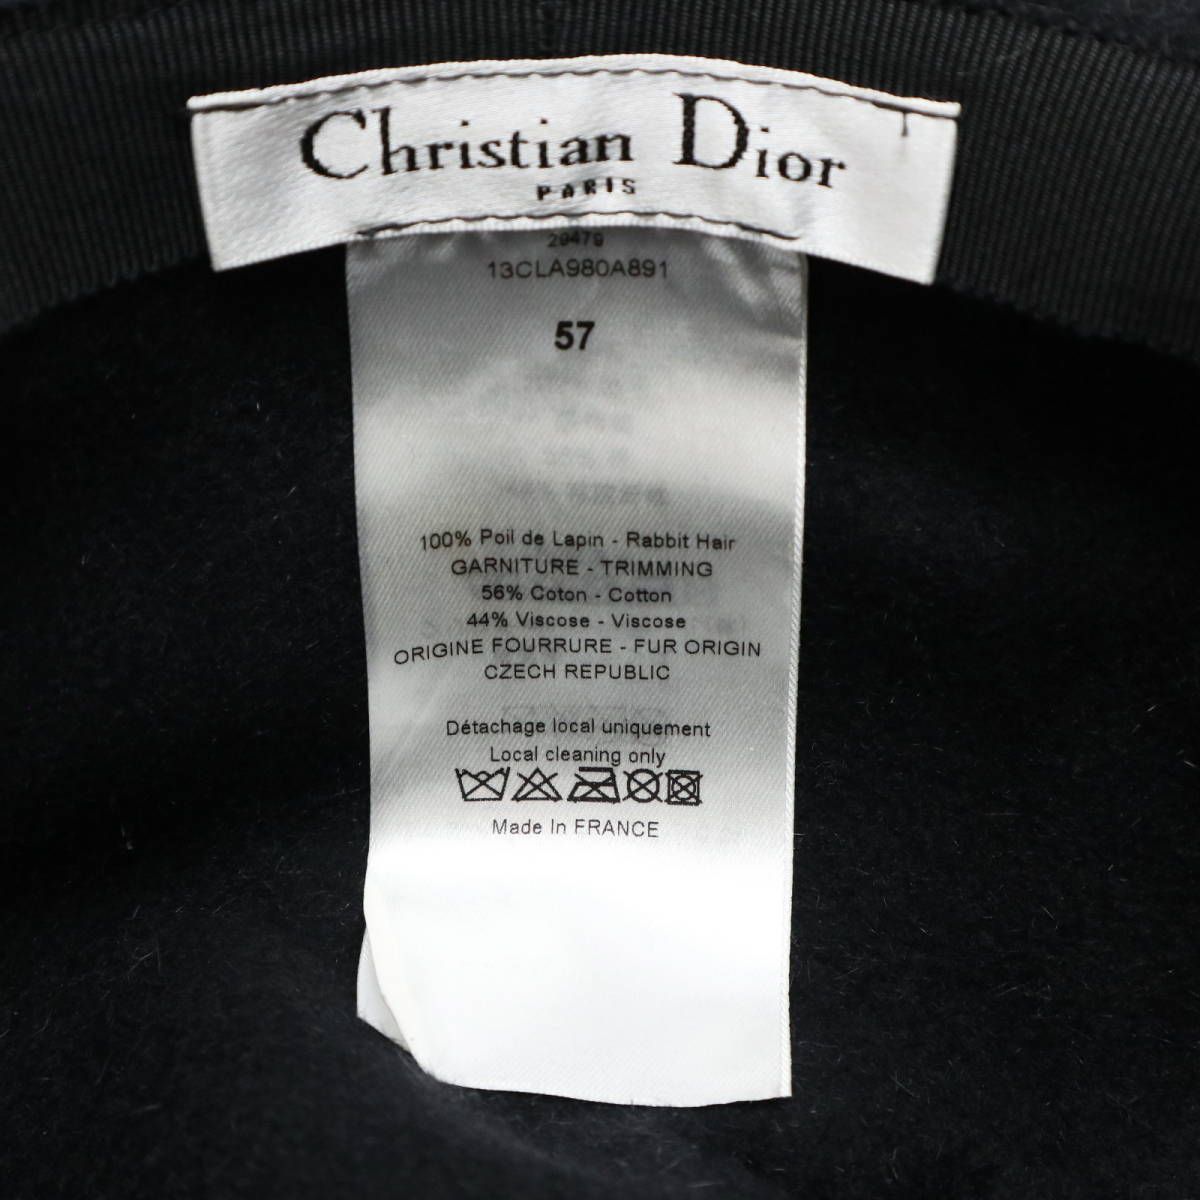 Christian Dior
PARIS
29479
13CLA980A891
57
100% Poil de Lapin - Rabbit Hair
GARNITURE - TRIMMING
56% Coton - Cotton
44% Viscose - Viscose
ORIGINE FOURRURE - FUR ORIGIN
CZECH REPUBLIC
Détachage local uniquement
Local cleaning only
Made In FRANCE